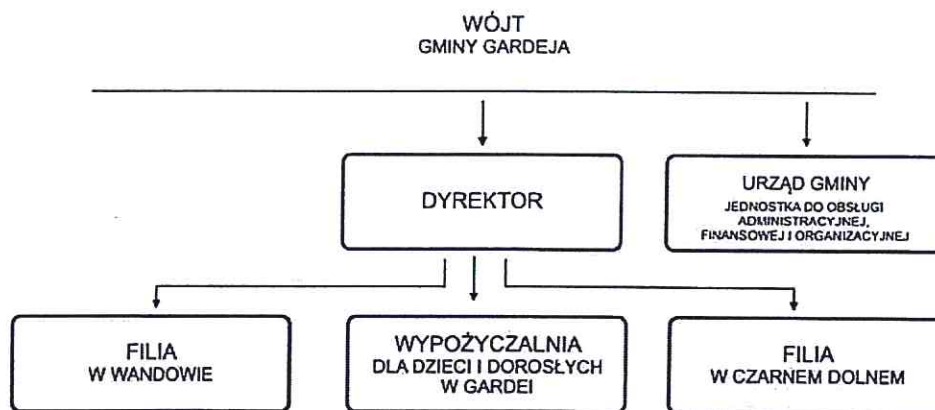 WÓJT
GMINY GARDEJA
DYREKTOR
URZĄD GMINY
JEDNOSTKA DO OBSŁUGI
ADMINISTRACYJNEJ,
FINANSOWEJ I ORGANIZACYJNEJ
FILIA
W WANDOWIE
WYPOŻYCZALNIA
DLA DZIECI I DOROSŁYCH
W GARDEI
FILIA
W CZARNEM DOLNEM